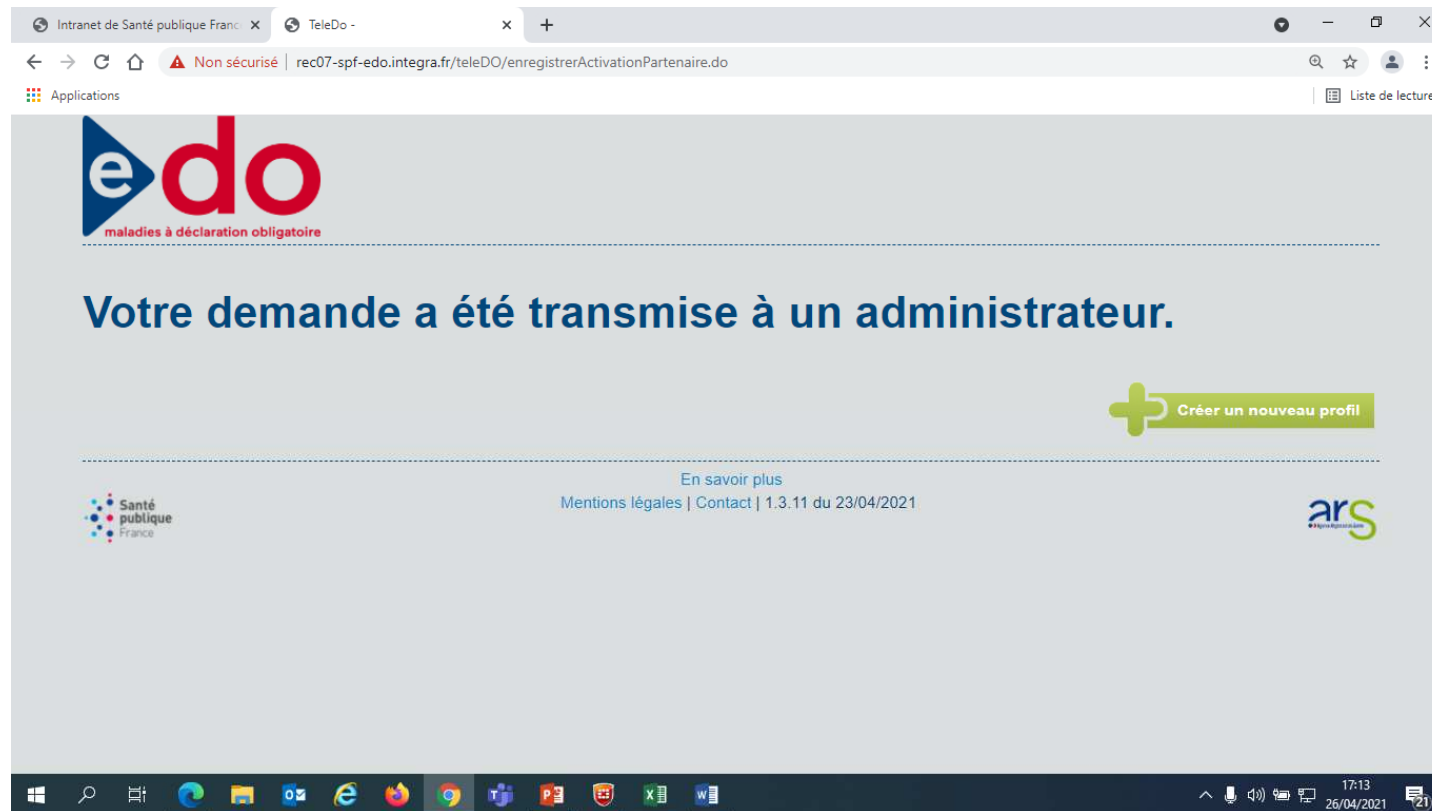 Intranet de Santé publique Franc
TeleDo -
Non sécurisé | rec07-spf-edo.integra.fr/teleDO/enregistrerActivationPartenaire.do
Applications
Liste de lecture
edo
maladies à déclaration obligatoire
Votre demande a été transmise à un administrateur.
Créer un nouveau profil
En savoir plus
Mentions légales | Contact | 1.3.11 du 23/04/2021
Santé
publique
France
ars
17:13
26/04/2021
21